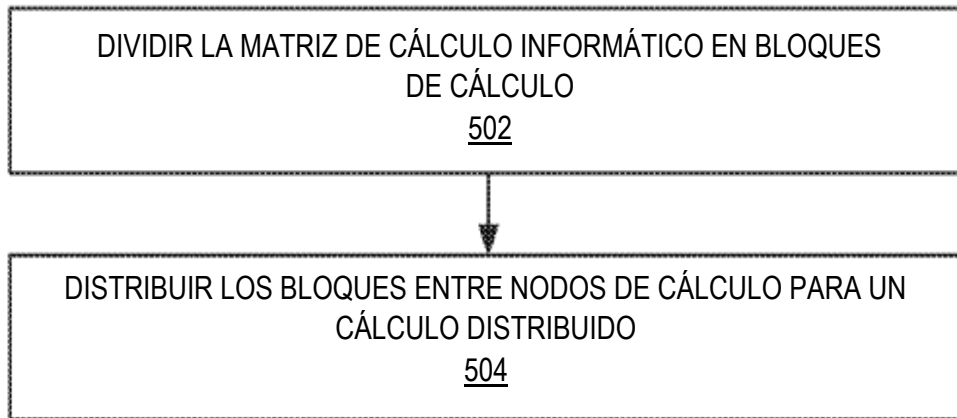 DIVIDIR LA MATRIZ DE CÁLCULO INFORMÁTICO EN BLOQUES
DE CÁLCULO
502
DISTRIBUIR LOS BLOQUES ENTRE NODOS DE CÁLCULO PARA UN
CÁLCULO DISTRIBUIDO
504